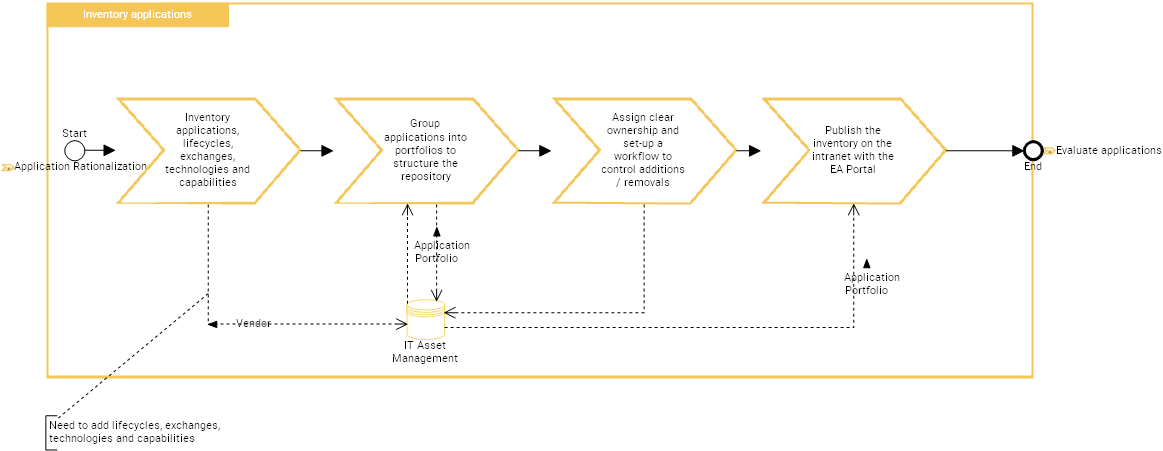 Inventory applications
Start
Application Rationalization
Inventory
applications,
lifecycles,
exchanges,
technologies and
capabilities
Group
applications into
portfolios to
structure the
repository
Assign clear
ownership and
set-up a
workflow to
control additions
/ removals
Publish the
inventory on the
intranet with the
EA Portal
End
Evaluate applications
Application
Portfolio
Application
Portfolio
Vendor
IT Asset
Management
Need to add lifecycles, exchanges,
technologies and capabilities